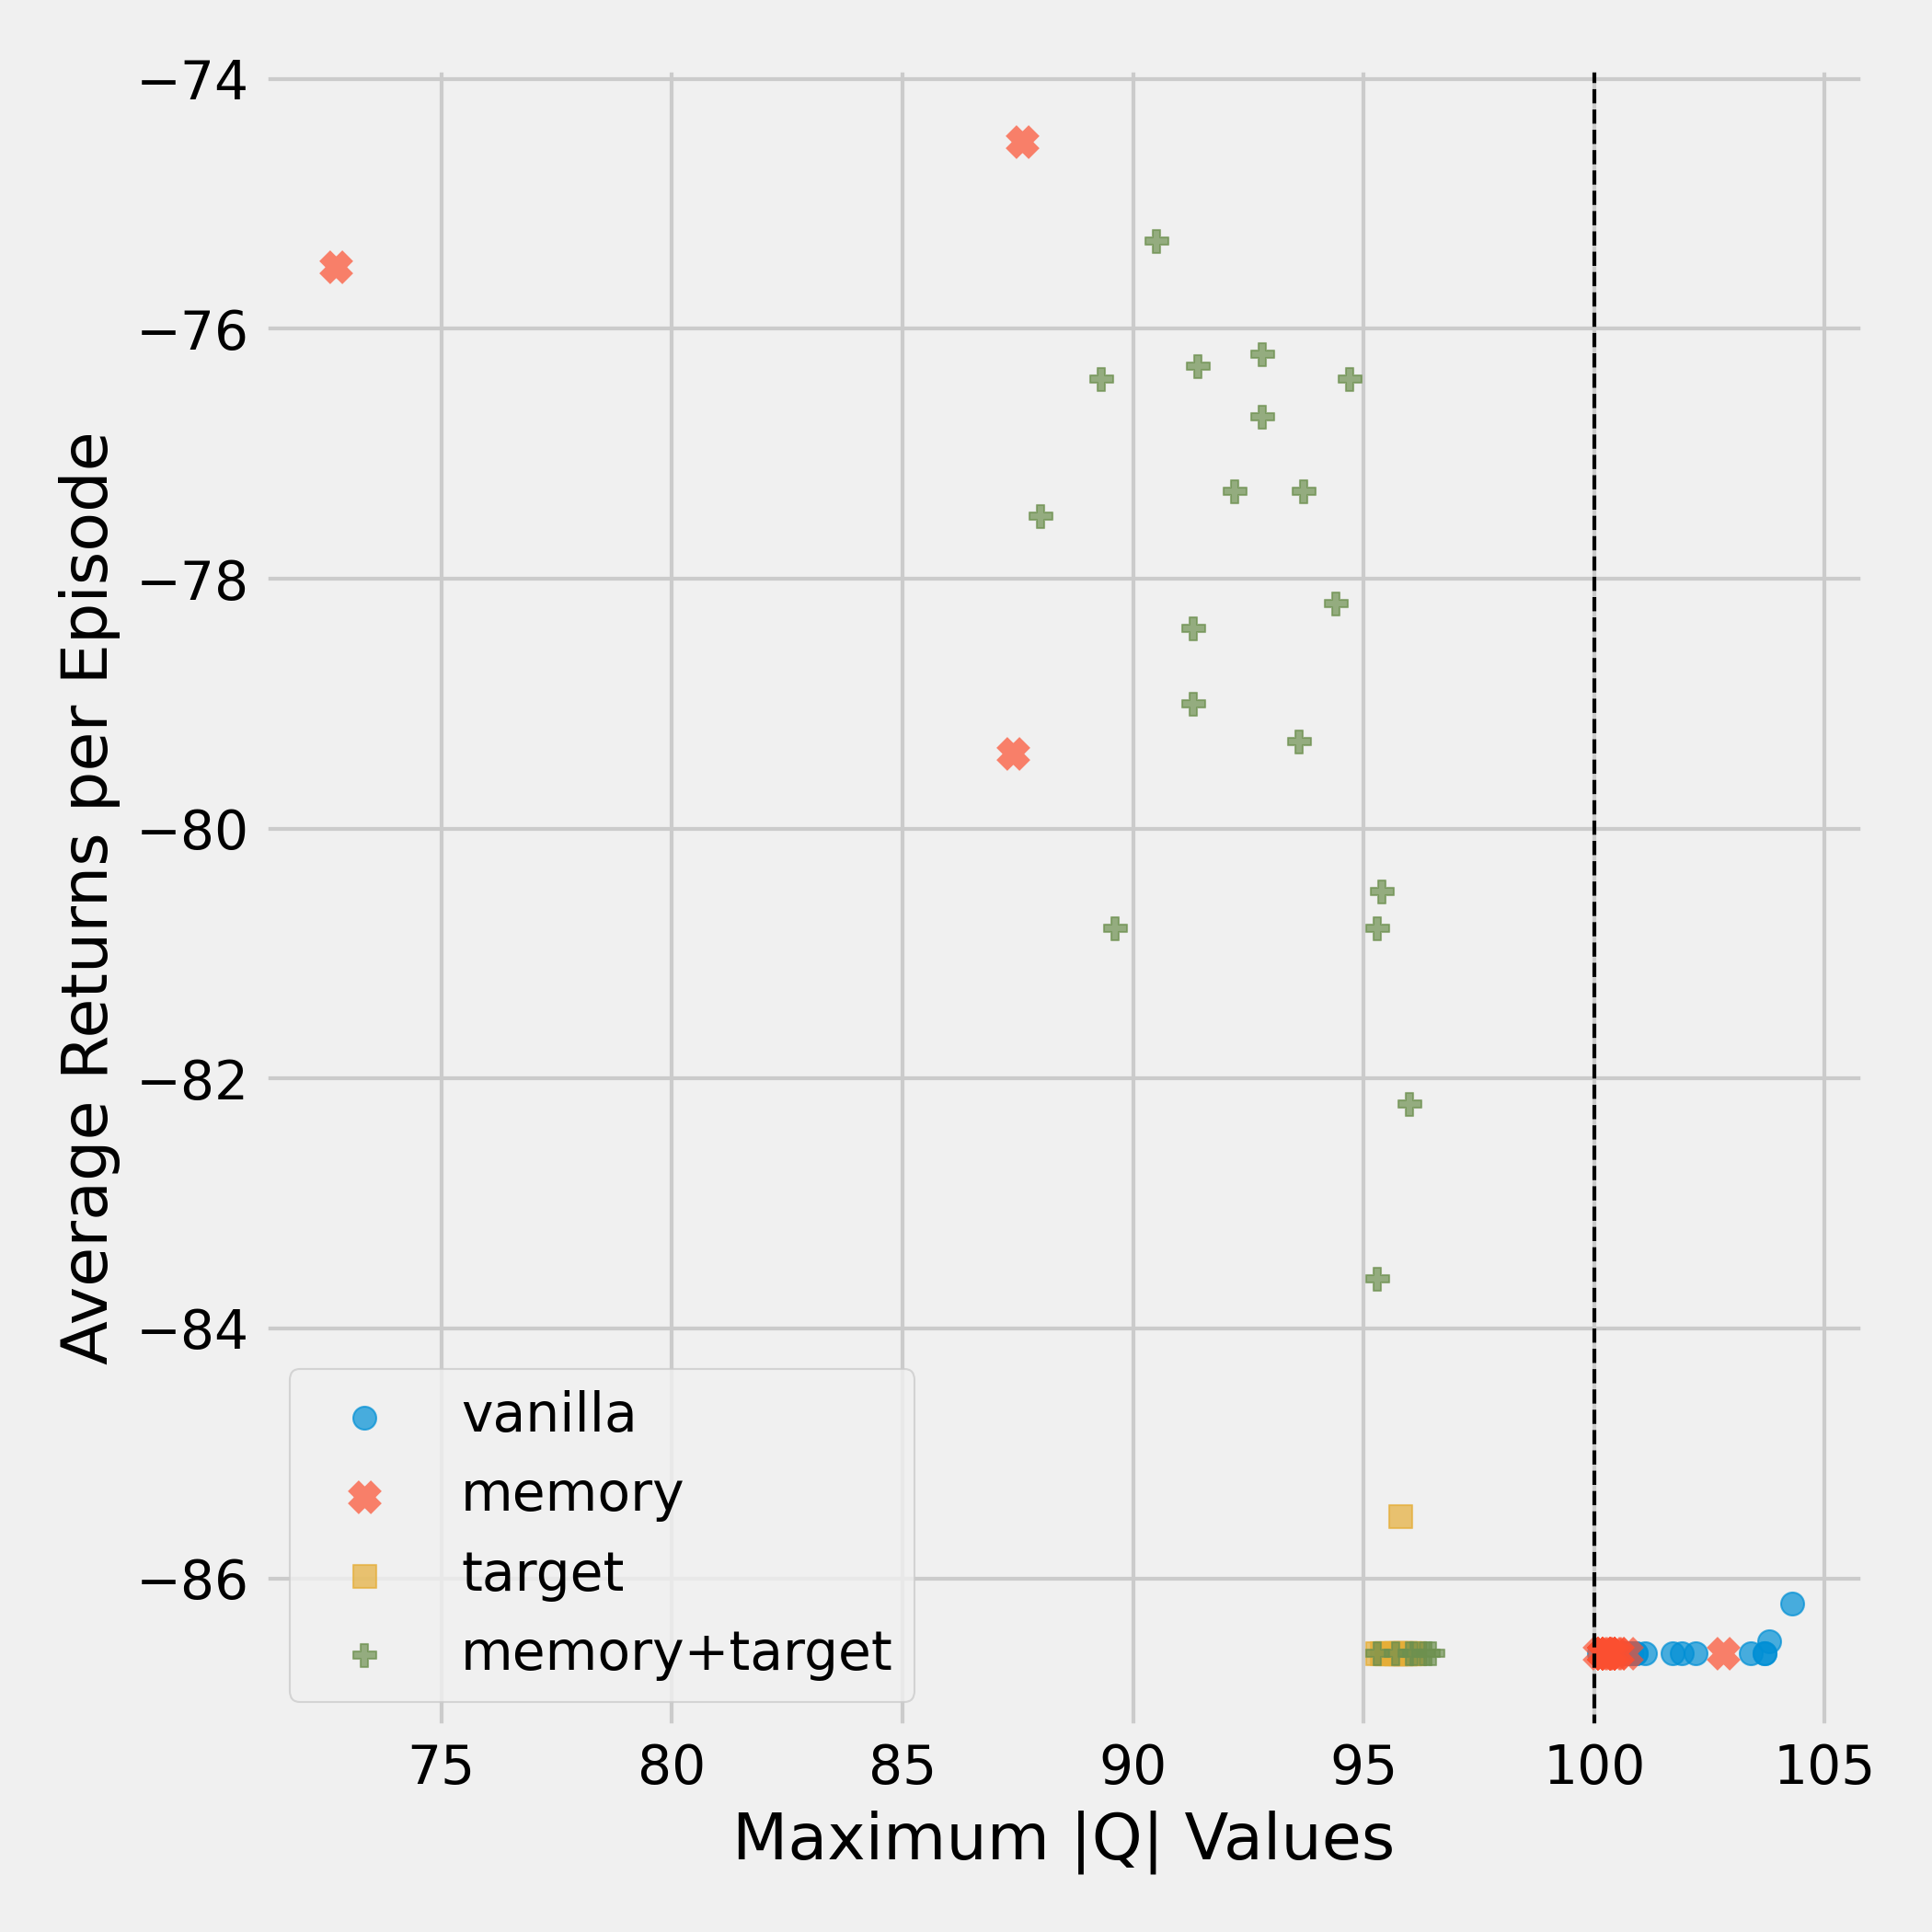 −74
−76
−78
−80
−82
−84
−86
Average Returns per Episode
vanilla
memory
target
memory+target
75 80 85 90 95 100 105
Maximum |Q| Values